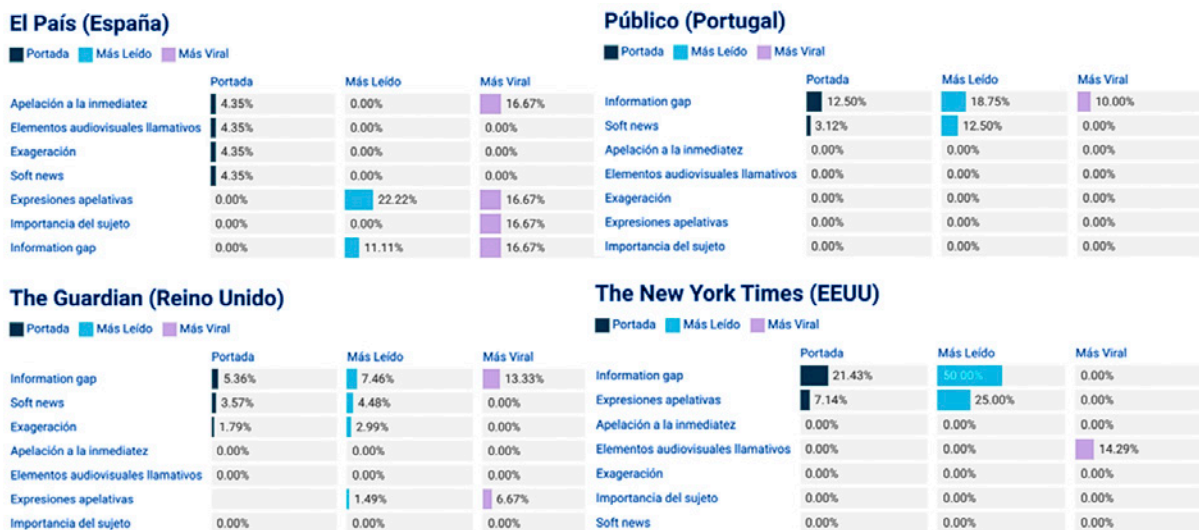 El País (España)
Portada Más Leído Más Viral
Portada Más Leído Más Viral
Apelación a la inmediatez 4.35% 0.00% 16.67%
Elementos audiovisuales llamativos 4.35% 0.00% 0.00%
Exageración 4.35% 0.00% 0.00%
Soft news 4.35% 0.00% 0.00%
Expresiones apelativas 0.00% 22.22% 16.67%
Importancia del sujeto 0.00% 0.00% 16.67%
Information gap 0.00% 11.11% 16.67%
Público (Portugal)
Portada Más Leído Más Viral
Portada Más Leído Más Viral
Information gap 12.50% 18.75% 10.00%
Soft news 3.12% 12.50% 0.00%
Apelación a la inmediatez 0.00% 0.00% 0.00%
Elementos audiovisuales llamativos 0.00% 0.00% 0.00%
Exageración 0.00% 0.00% 0.00%
Expresiones apelativas 0.00% 0.00% 0.00%
Importancia del sujeto 0.00% 0.00% 0.00%
The Guardian (Reino Unido)
Portada Más Leído Más Viral
Portada Más Leído Más Viral
Information gap 5.36% 7.46% 13.33%
Soft news 3.57% 4.48% 0.00%
Exageración 1.79% 2.99% 0.00%
Apelación a la inmediatez 0.00% 0.00% 0.00%
Elementos audiovisuales llamativos 0.00% 0.00% 0.00%
Expresiones apelativas 1.49% 6.67%
Importancia del sujeto 0.00% 0.00% 0.00%
The New York Times (EEUU)
Portada Más Leído Más Viral
Portada Más Leído Más Viral
Information gap 21.43% 50.00% 0.00%
Expresiones apelativas 7.14% 25.00% 0.00%
Apelación a la inmediatez 0.00% 0.00% 0.00%
Elementos audiovisuales llamativos 0.00% 0.00% 14.29%
Exageración 0.00% 0.00% 0.00%
Importancia del sujeto 0.00% 0.00% 0.00%
Soft news 0.00% 0.00% 0.00%